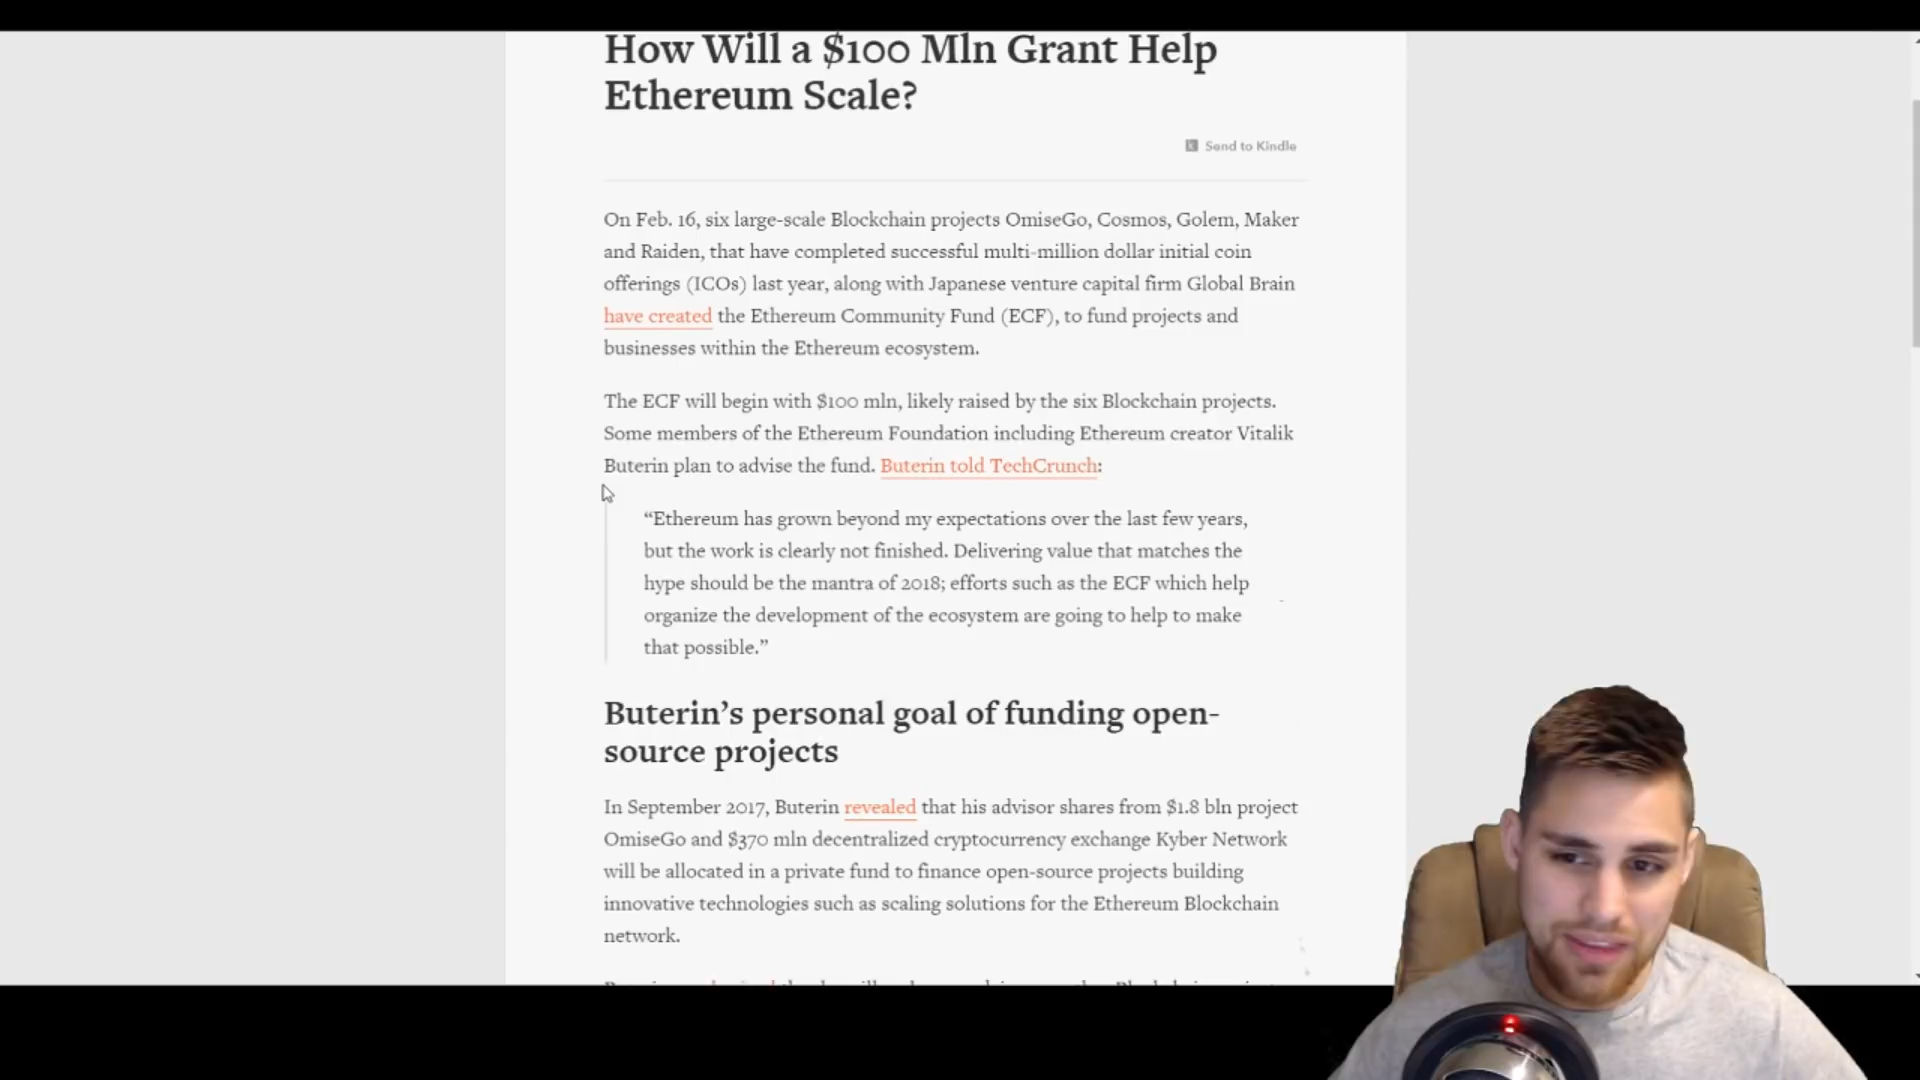 How Will a $100 Mln Grant Help
Ethereum Scale?
Send to Kindle
On Feb. 16, six large-scale Blockchain projects OmiseGo, Cosmos, Golem, Maker
and Raiden, that have completed successful multi-million dollar initial coin
offerings (ICOs) last year, along with Japanese venture capital firm Global Brain
have created the Ethereum Community Fund (ECF), to fund projects and
businesses within the Ethereum ecosystem.
The ECF will begin with $100 mln, likely raised by the six Blockchain projects.
Some members of the Ethereum Foundation including Ethereum creator Vitalik
Buterin plan to advise the fund. Buterin told TechCrunch:
“Ethereum has grown beyond my expectations over the last few years,
but the work is clearly not finished. Delivering value that matches the
hype should be the mantra of 2018; efforts such as the ECF which help
organize the development of the ecosystem are going to help to make
that possible.”
Buterin’s personal goal of funding open-
source projects
In September 2017, Buterin revealed that his advisor shares from $1.8 bln project
OmiseGo and $370 mln decentralized cryptocurrency exchange Kyber Network
will be allocated in a private fund to finance open-source projects building
innovative technologies such as scaling solutions for the Ethereum Blockchain
network.